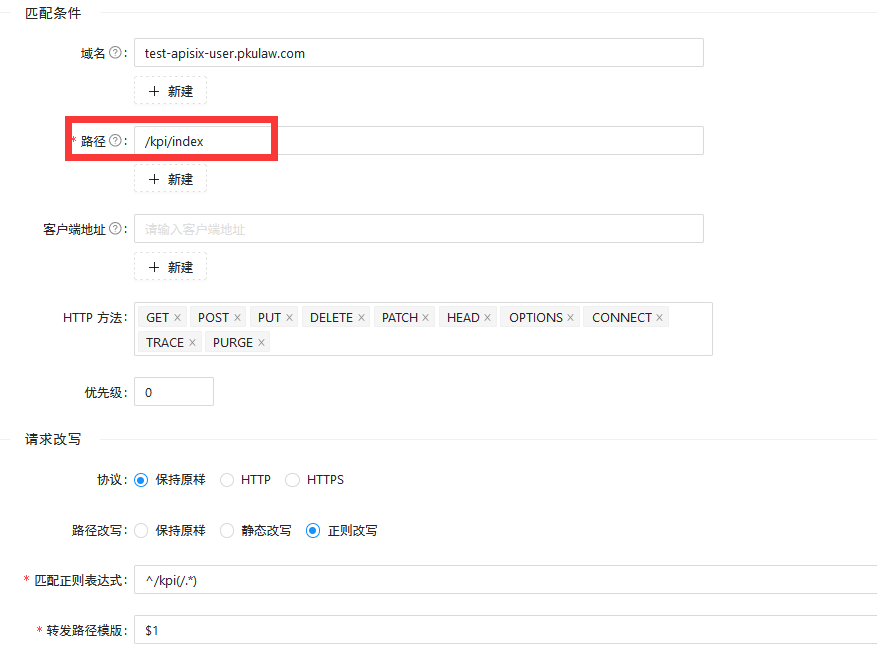 匹配条件
域名 ? : test-apisix-user.pkulaw.com
+ 新建
* 路径 ? : /kpi/index
+ 新建
客户端地址 ? : 请输入客户端地址
+ 新建
HTTP 方法: GET × POST × PUT × DELETE × PATCH × HEAD × OPTIONS × CONNECT ×
TRACE × PURGE ×
优先级: 0
请求改写
协议: 保持原样 HTTP HTTPS
路径改写: 保持原样 静态改写 正则改写
* 匹配正则表达式: ^/kpi(/.*)
* 转发路径模版: $1